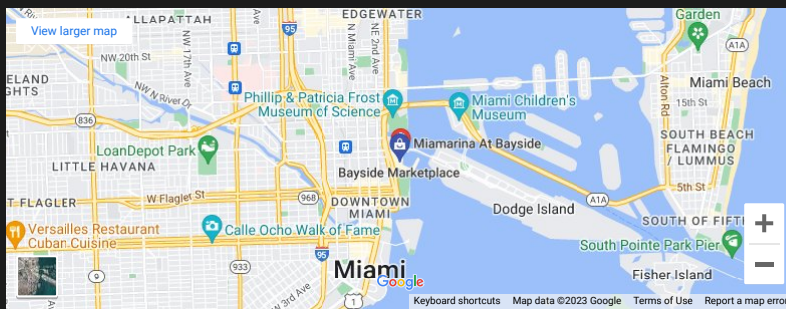 View larger map
ALLAPATTAH
EDGEWATER
Garden
95
A1A
NW 20th St
NW 17th Ave
N Miami Ave
NE 2nd Ave
ELAND
GHTS
NW N River Dr
Miami Beach
Alton Rd
15th St
Phillip & Patricia Frost
Museum of Science
Miami Children's
Museum
836
SOUTH BEACH
FLAMINGO
/ LUMMUS
LoanDepot Park
Miamarina At Bayside
LITTLE HAVANA
Bayside Marketplace
5th St
T FLAGLER
W Flagler St
968
DOWNTOWN
MIAMI
A1A
Dodge Island
Versailles Restaurant
Cuban Cuisine
Calle Ocho Walk of Fame
SOUTH OF FIFTH
South Pointe Park Pier
95
933
9
Miami
Google
Fisher Island
SW 3rd Ave
1
Keyboard shortcuts
Map data ©2023 Google
Terms of Use
Report a map error